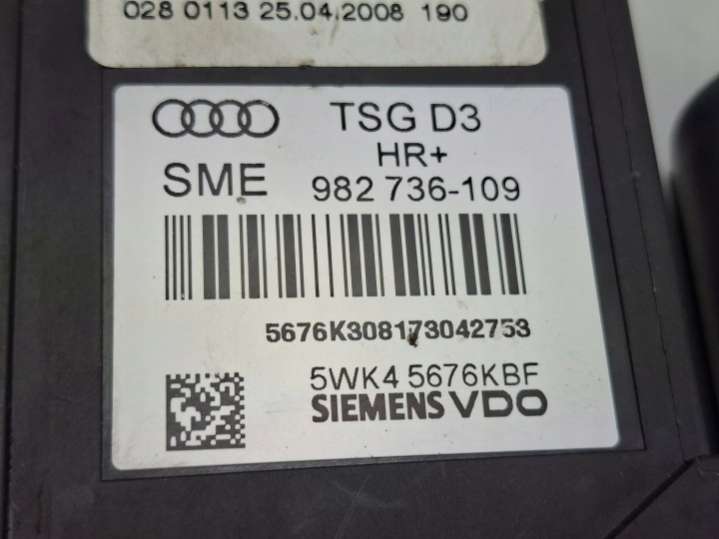 028 0113 25.04.2008 190
TSG D3
HR+
SME 982 736-109
5676K308173042753
5WK4 5676KBF
SIEMENS VDO